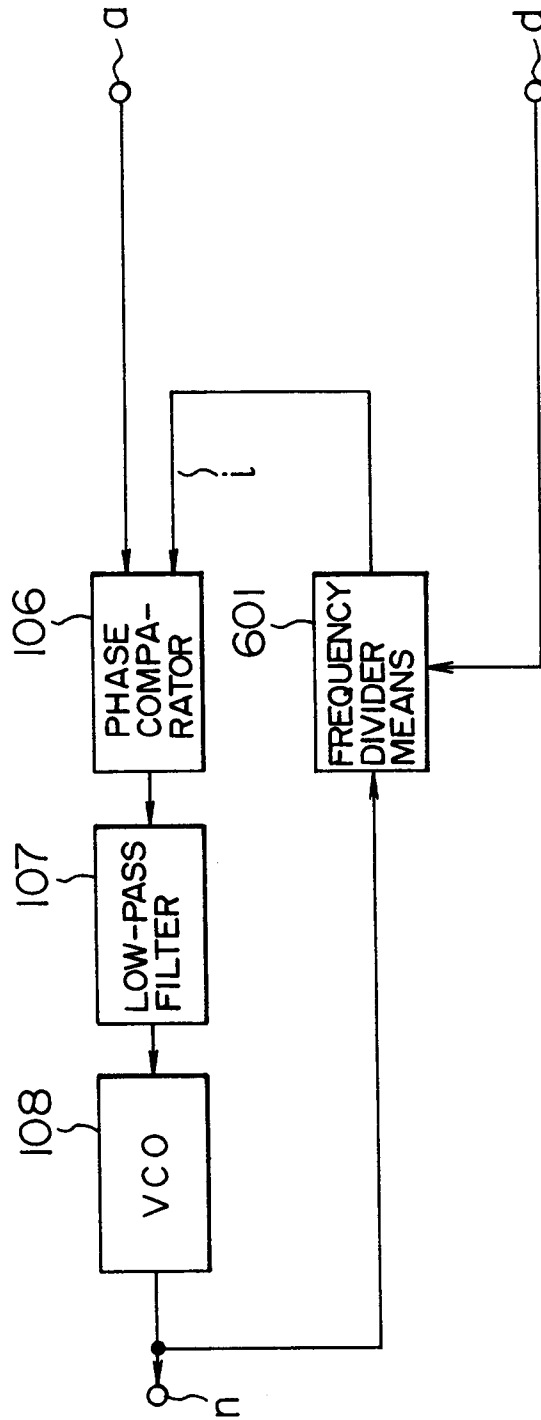 108
VCO
n
107
LOW-PASS
FILTER
106
PHASE
COMPA-
RATOR
i
a
601
FREQUENCY
DIVIDER
MEANS
d